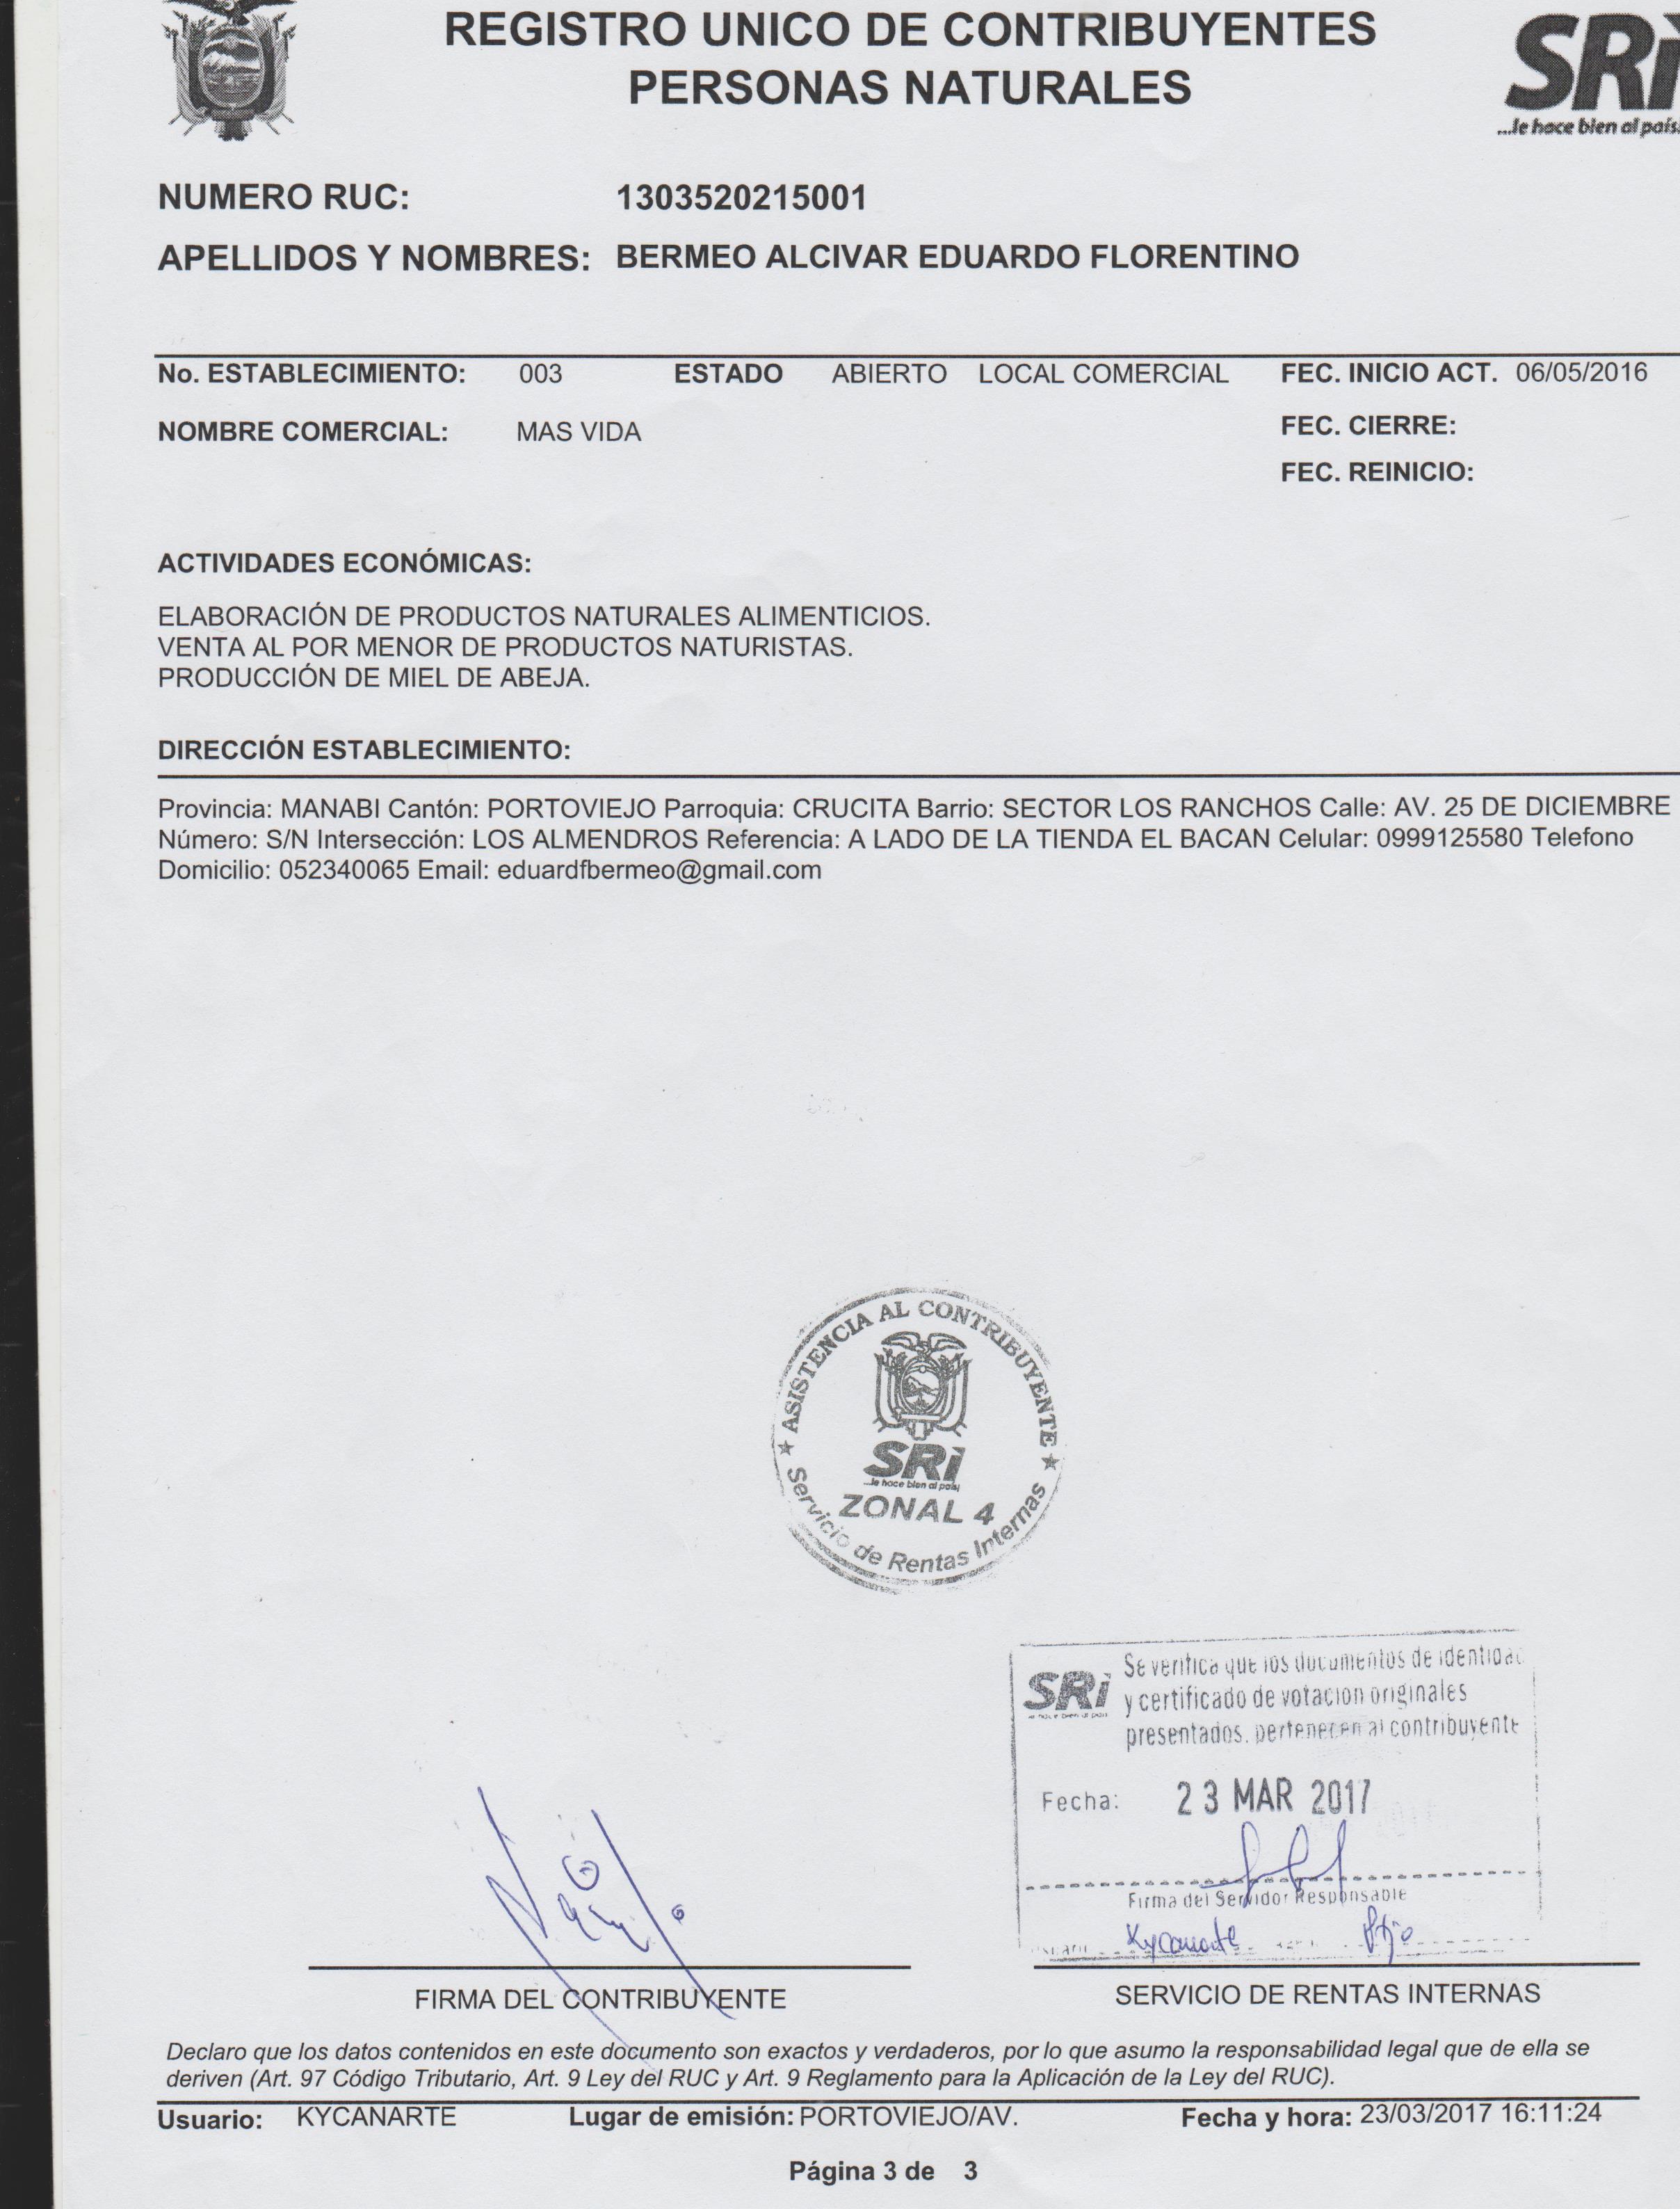 REGISTRO UNICO DE CONTRIBUYENTES
PERSONAS NATURALES
SRi
...le hace bien al país
NUMERO RUC: 1303520215001
APELLIDOS Y NOMBRES: BERMEO ALCIVAR EDUARDO FLORENTINO
No. ESTABLECIMIENTO: 003 ESTADO ABIERTO LOCAL COMERCIAL FEC. INICIO ACT. 06/05/2016
NOMBRE COMERCIAL: MAS VIDA FEC. CIERRE:
FEC. REINICIO:
ACTIVIDADES ECONÓMICAS:
ELABORACIÓN DE PRODUCTOS NATURALES ALIMENTICIOS.
VENTA AL POR MENOR DE PRODUCTOS NATURISTAS.
PRODUCCIÓN DE MIEL DE ABEJA.
DIRECCIÓN ESTABLECIMIENTO:
Provincia: MANABI Cantón: PORTOVIEJO Parroquia: CRUCITA Barrio: SECTOR LOS RANCHOS Calle: AV. 25 DE DICIEMBRE
Número: S/N Intersección: LOS ALMENDROS Referencia: A LADO DE LA TIENDA EL BACAN Celular: 0999125580 Telefono
Domicilio: 052340065 Email: eduardfbermeo@gmail.com
ASISTENCIA AL CONTRIBUYENTE
SRi
...le hace bien al país
ZONAL 4
Servicio de Rentas Internas
SRi
le hace bien al país
Se verifica que los documentos de identidad
y certificado de votacion originales
presentados, pertenecen al contribuyente
Fecha: 23 MAR 2017
Firma del Servidor Responsable
Kycanarte Ptjo
FIRMA DEL CONTRIBUYENTE SERVICIO DE RENTAS INTERNAS
Declaro que los datos contenidos en este documento son exactos y verdaderos, por lo que asumo la responsabilidad legal que de ella se
deriven (Art. 97 Código Tributario, Art. 9 Ley del RUC y Art. 9 Reglamento para la Aplicación de la Ley del RUC).
Usuario: KYCANARTE Lugar de emisión: PORTOVIEJO/AV. Fecha y hora: 23/03/2017 16:11:24
Página 3 de 3